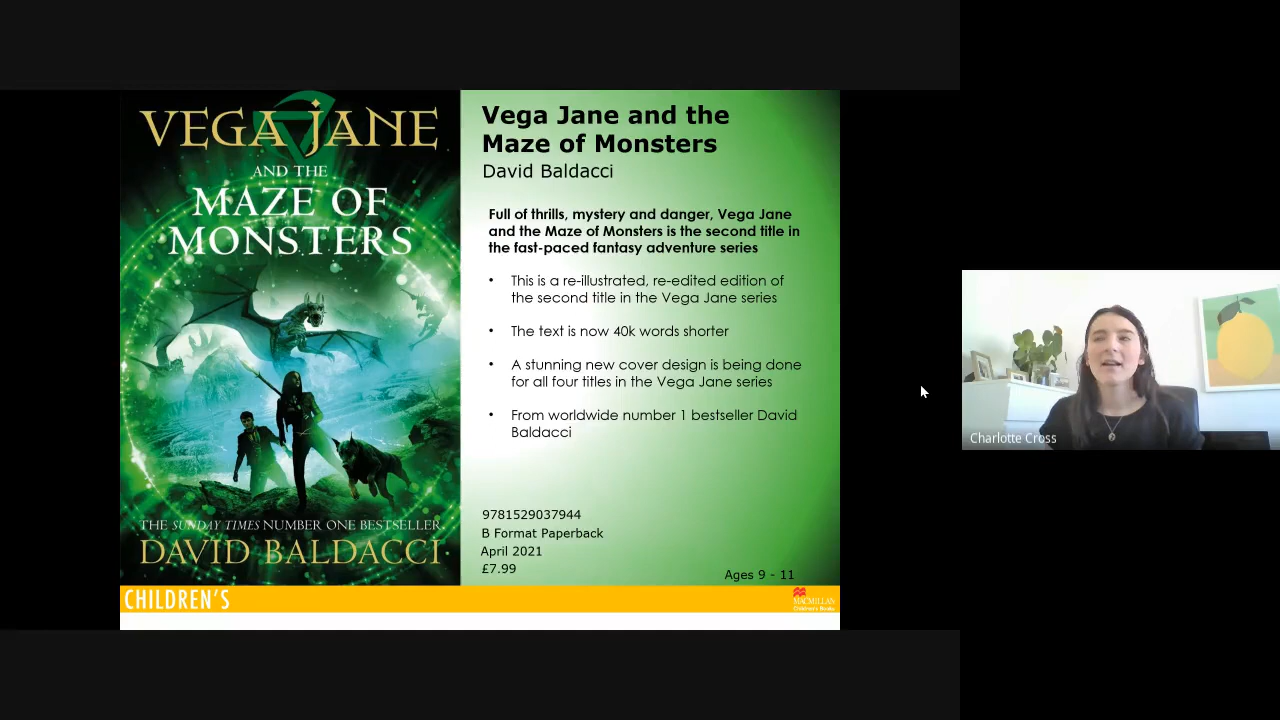 VEGA JANE
AND THE
MAZE OF
MONSTERS
THE SUNDAY TIMES NUMBER ONE BESTSELLER
DAVID BALDACCI
Vega Jane and the
Maze of Monsters
David Baldacci
Full of thrills, mystery and danger, Vega Jane
and the Maze of Monsters is the second title in
the fast-paced fantasy adventure series
• This is a re-illustrated, re-edited edition of
the second title in the Vega Jane series
• The text is now 40k words shorter
• A stunning new cover design is being done
for all four titles in the Vega Jane series
• From worldwide number 1 bestseller David
Baldacci
9781529037944
B Format Paperback
April 2021
£7.99
Ages 9 - 11
CHILDREN'S
MACMILLAN
Children's Books
Charlotte Cross